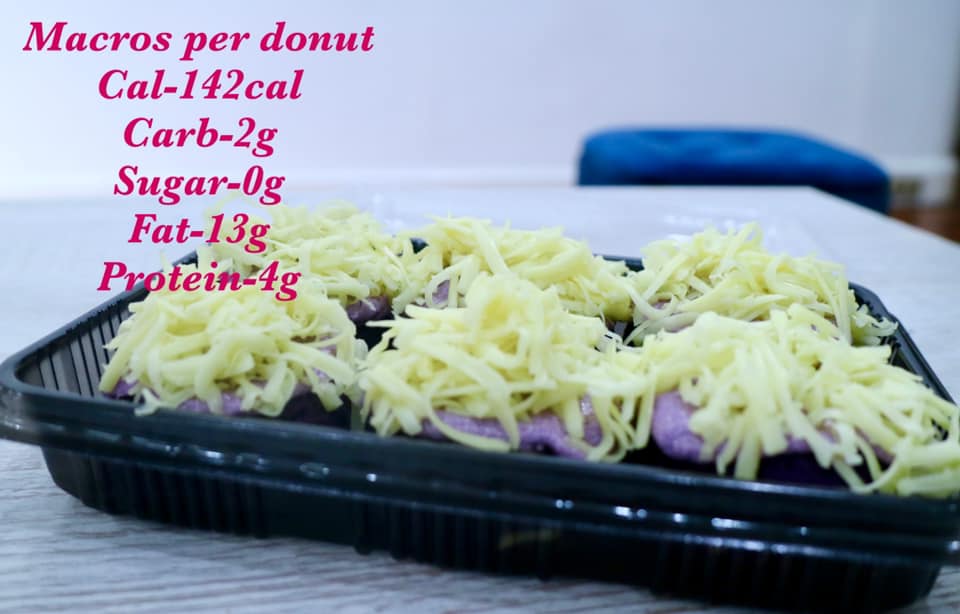 Macros per donut
Cal-142cal
Carb-2g
Sugar-0g
Fat-13g
Protein-4g